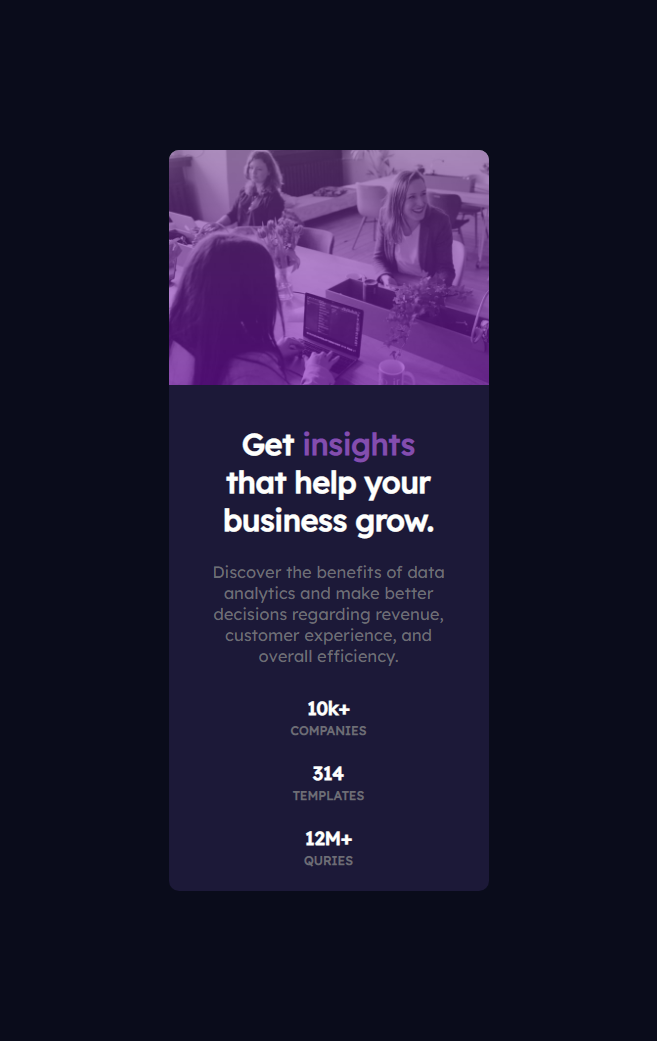 Get insights
that help your
business grow.
Discover the benefits of data
analytics and make better
decisions regarding revenue,
customer experience, and
overall efficiency.
10k+
COMPANIES
314
TEMPLATES
12M+
QURIES